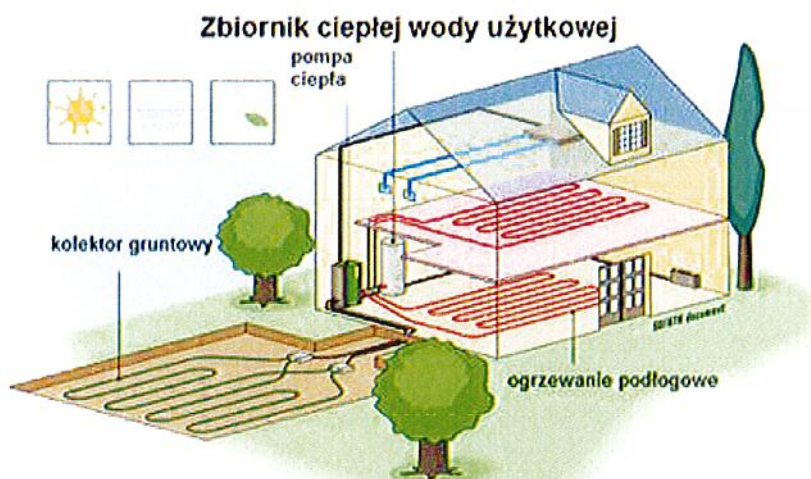 Zbiornik ciepłej wody użytkowej
pompa
ciepła
kolektor gruntowy
ogrzewanie podłogowe